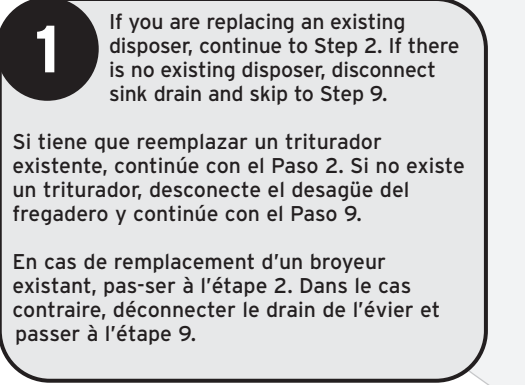 1
If you are replacing an existing
disposer, continue to Step 2. If there
is no existing disposer, disconnect
sink drain and skip to Step 9.
Si tiene que reemplazar un triturador
existente, continúe con el Paso 2. Si no existe
un triturador, desconecte el desagüe del
fregadero y continúe con el Paso 9.
En cas de remplacement d'un broyeur
existant, pas-ser à l'étape 2. Dans le cas
contraire, déconnecter le drain de l'évier et
passer à l'étape 9.